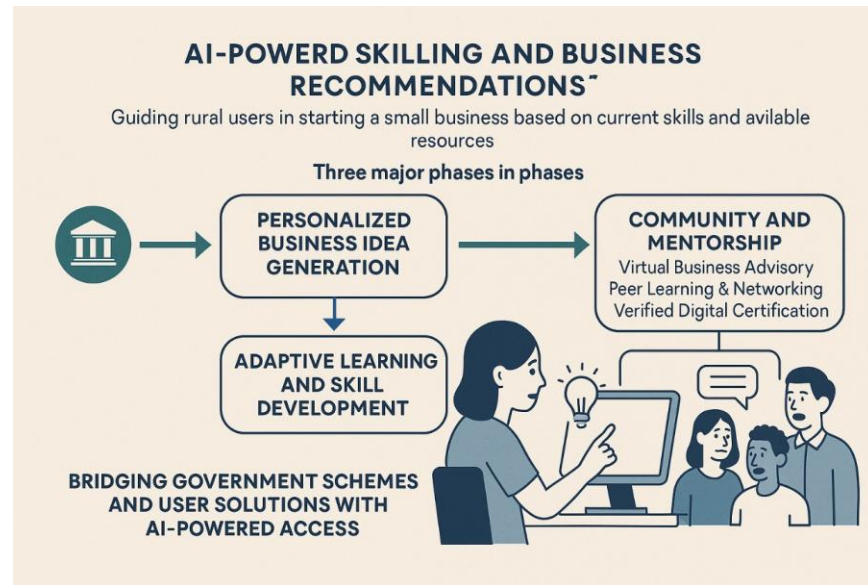 AI-POWERD SKILLING AND BUSINESS
RECOMMENDATIONS˜
Guiding rural users in starting a small business based on current skills and avilable
resources
Three major phases in phases
PERSONALIZED
BUSINESS IDEA
GENERATION
COMMUNITY AND
MENTORSHIP
Virtual Business Advisory
Peer Learning & Networking
Verified Digital Certification
ADAPTIVE LEARNING
AND SKILL
DEVELOPMENT
BRIDGING GOVERNMENT SCHEMES
AND USER SOLUTIONS WITH
AI-POWERED ACCESS